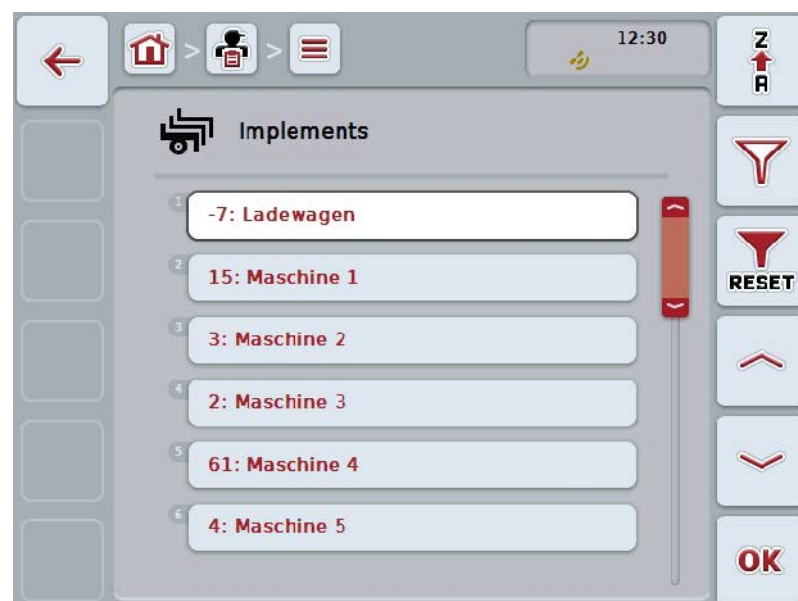 12:30
Z
A
Implements
1
-7: Ladewagen
2
15: Maschine 1
RESET
3
3: Maschine 2
4
2: Maschine 3
5
61: Maschine 4
6
4: Maschine 5
OK